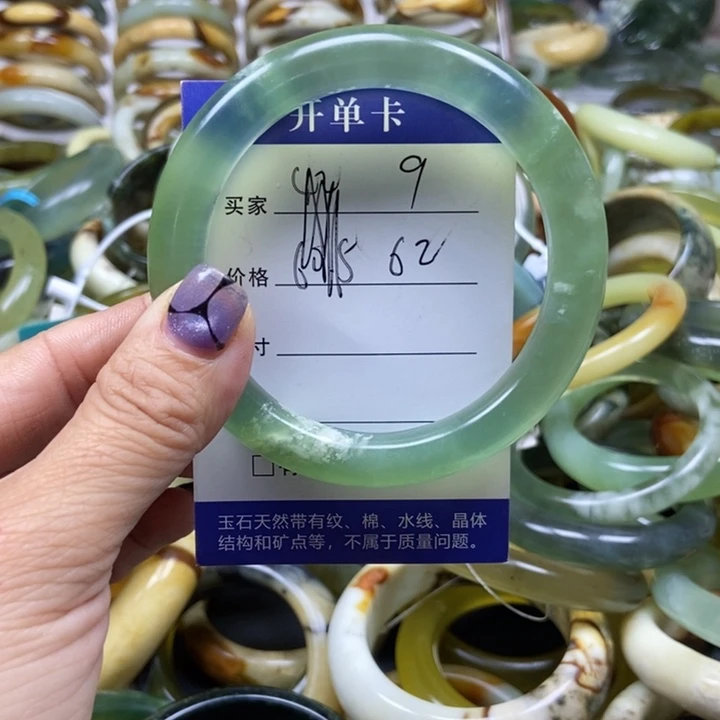 开单卡
买家 9
价格 62
寸
玉石天然带有纹、棉、水线、晶体
结构和矿点等，不属于质量问题。